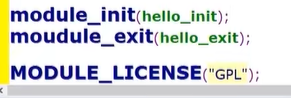 module_init(hello_init);
moudule_exit(hello_exit);
MODULE_LICENSE("GPL");